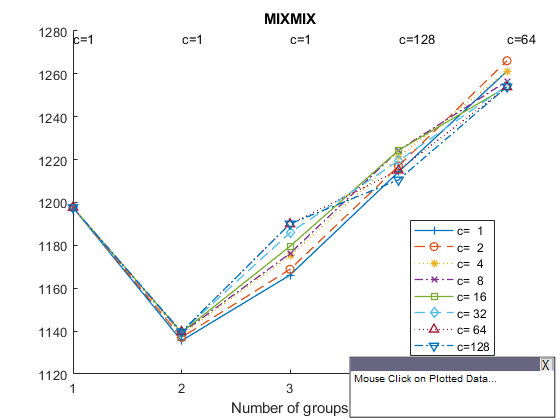 MIXMIX
1280
c=1 c=1 c=1 c=128 c=64
1260
1240
1220
1200
1180
1160
1140
1120
c= 1
c= 2
c= 4
c= 8
c= 16
c= 32
c= 64
c=128
1 2 3
Number of groups
X
Mouse Click on Plotted Data...